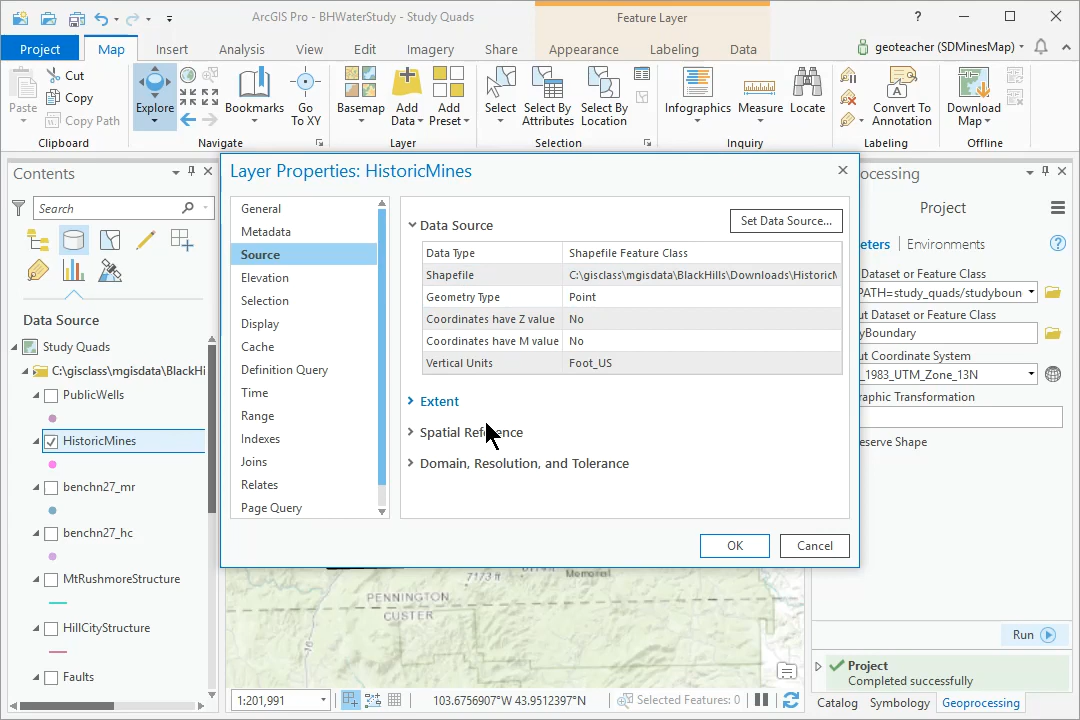 ArcGIS Pro - BHWaterStudy - Study Quads
Feature Layer
?
Project
Map
Insert
Analysis
View
Edit
Imagery
Share
Appearance
Labeling
Data
geoteacher (SDMinesMap)
Paste
Cut
Copy
Copy Path
Clipboard
Explore
Bookmarks
Go
To XY
Navigate
Basemap
Add
Data
Add
Preset
Layer
Select
Select By
Attributes
Select By
Location
Selection
Infographics
Measure
Locate
Inquiry
Convert To
Annotation
Labeling
Download
Map
Offline
Contents
Search
Data Source
Study Quads
C:\gisclass\mgisdata\BlackHi
PublicWells
HistoricMines
benchn27_mr
benchn27_hc
MtRushmoreStructure
HillCityStructure
Faults
Layer Properties: HistoricMines
General
Metadata
Source
Elevation
Selection
Display
Cache
Definition Query
Time
Range
Indexes
Joins
Relates
Page Query
Data Source
Set Data Source...
Data Type Shapefile Feature Class
Shapefile C:\gisclass\mgisdata\BlackHills\Downloads\HistoricM
Geometry Type Point
Coordinates have Z value No
Coordinates have M value No
Vertical Units Foot_US
Extent
Spatial Reference
Domain, Resolution, and Tolerance
OK
Cancel
7173 ft
Memorial
PENNINGTON
CUSTER
1:201,991
103.6756907°W 43.9512397°N
Selected Features: 0
ocessing
Project
eters
Environments
?
Dataset or Feature Class
PATH=study_quads/studyboun
ut Dataset or Feature Class
yBoundary
ut Coordinate System
_1983_UTM_Zone_13N
raphic Transformation
eserve Shape
Run
Project
Completed successfully
Catalog
Symbology
Geoprocessing